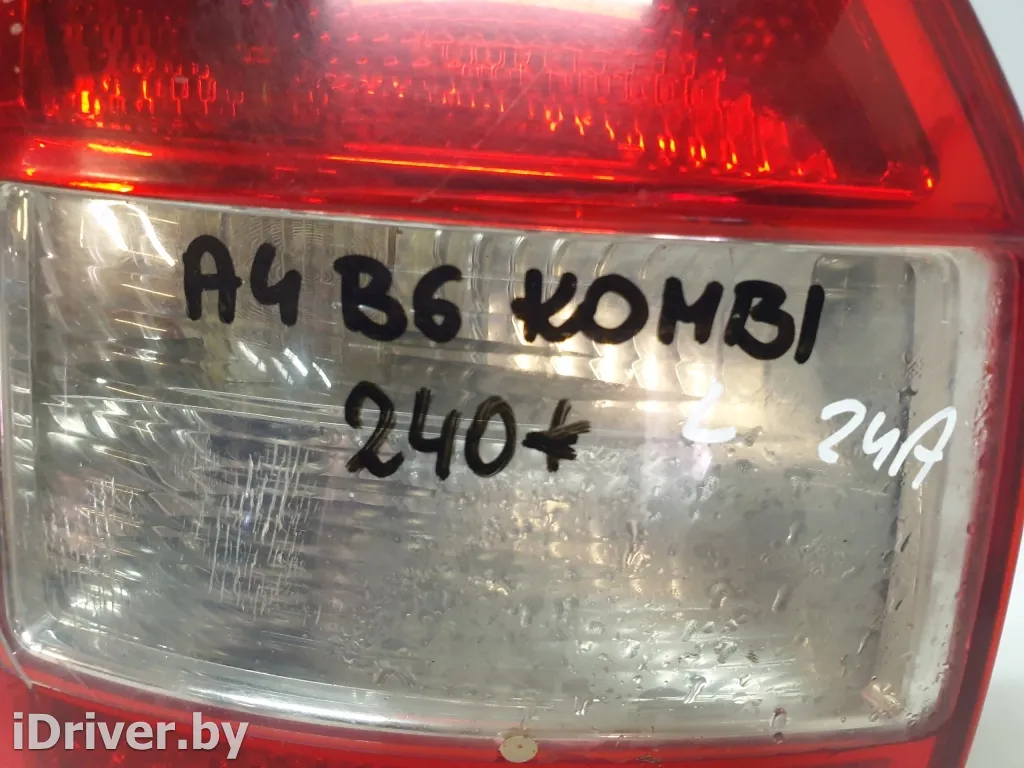 A4 B6 KOMBI
240+
L 24A
iDriver.by